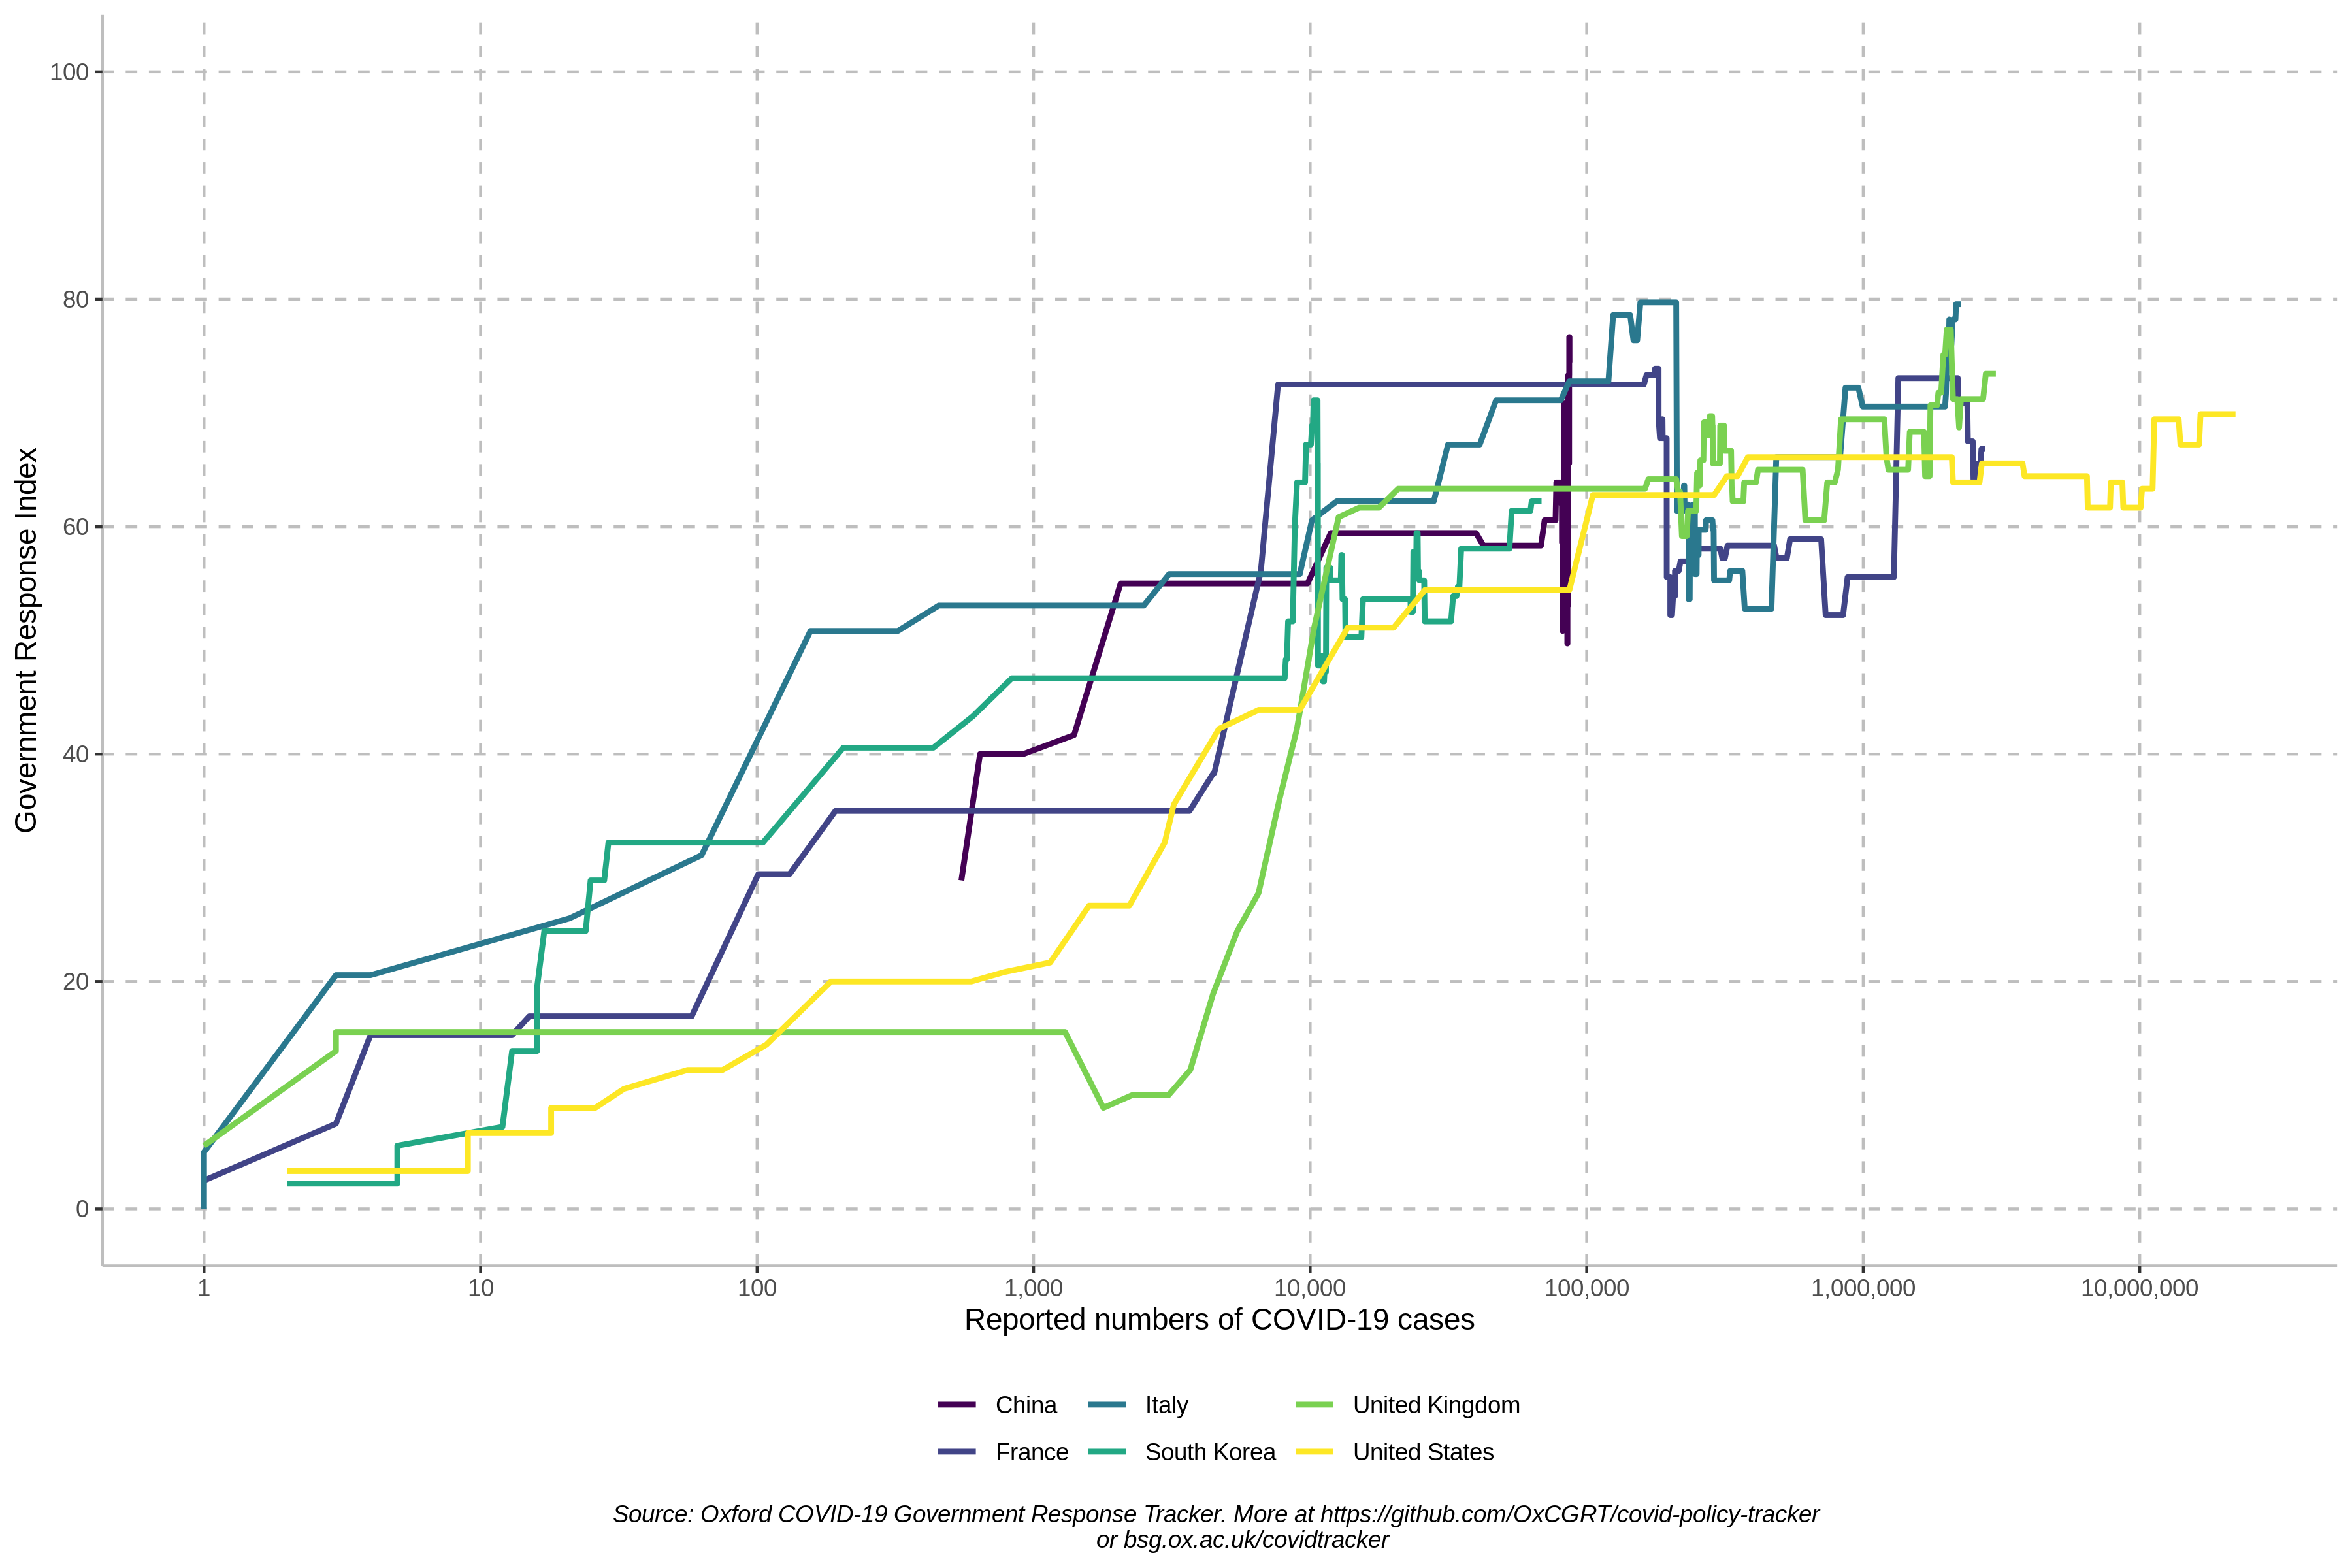 Government Response Index
100
80
60
40
20
0
1 10 100 1,000 10,000 100,000 1,000,000 10,000,000
Reported numbers of COVID-19 cases
China Italy United Kingdom
France South Korea United States
Source: Oxford COVID-19 Government Response Tracker. More at https://github.com/OxCGRT/covid-policy-tracker
or bsg.ox.ac.uk/covidtracker